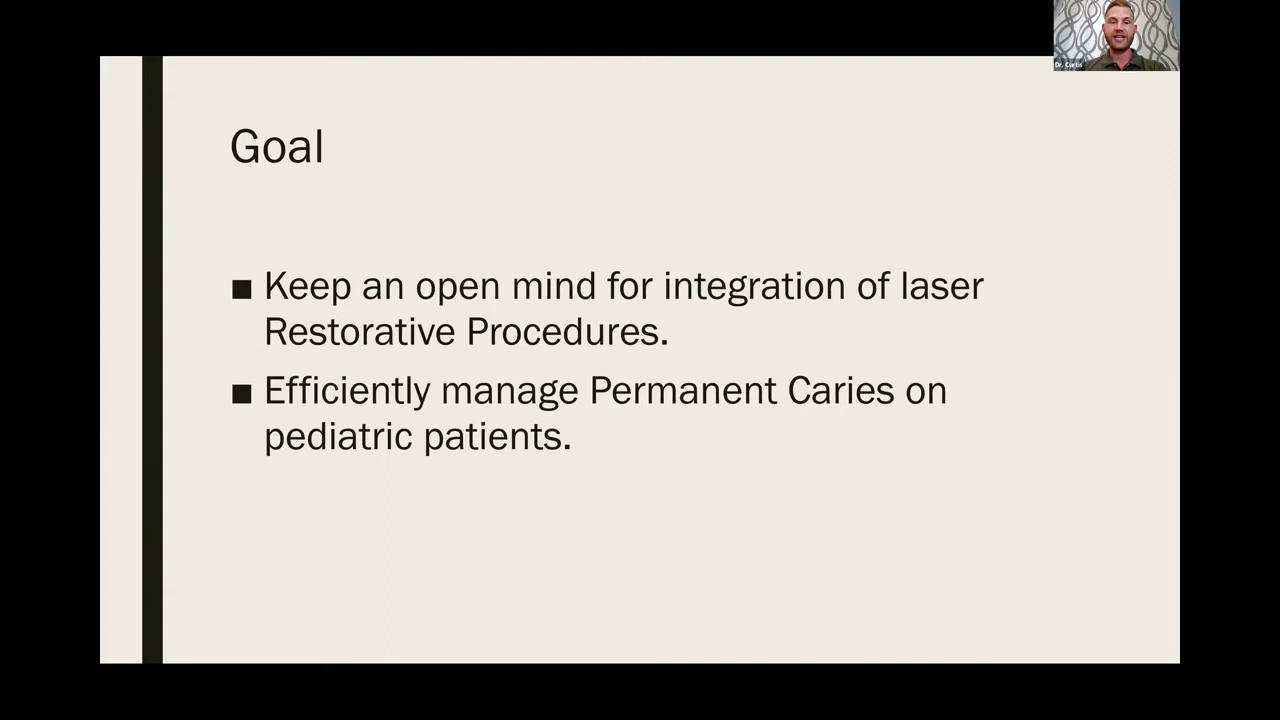 Dr. Curtis
Goal
■ Keep an open mind for integration of laser
Restorative Procedures.
■ Efficiently manage Permanent Caries on
pediatric patients.